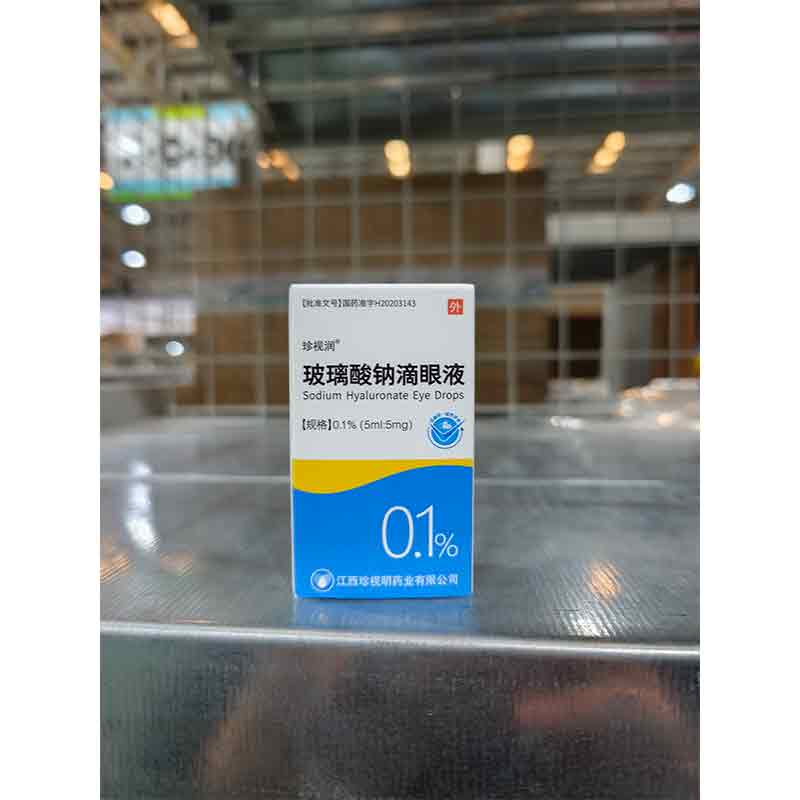 【批准文号】国药准字H20203143
外
珍视润®
玻璃酸钠滴眼液
Sodium Hyaluronate Eye Drops
【规格】0.1% (5ml:5mg)
0.1%
江西珍视明药业有限公司